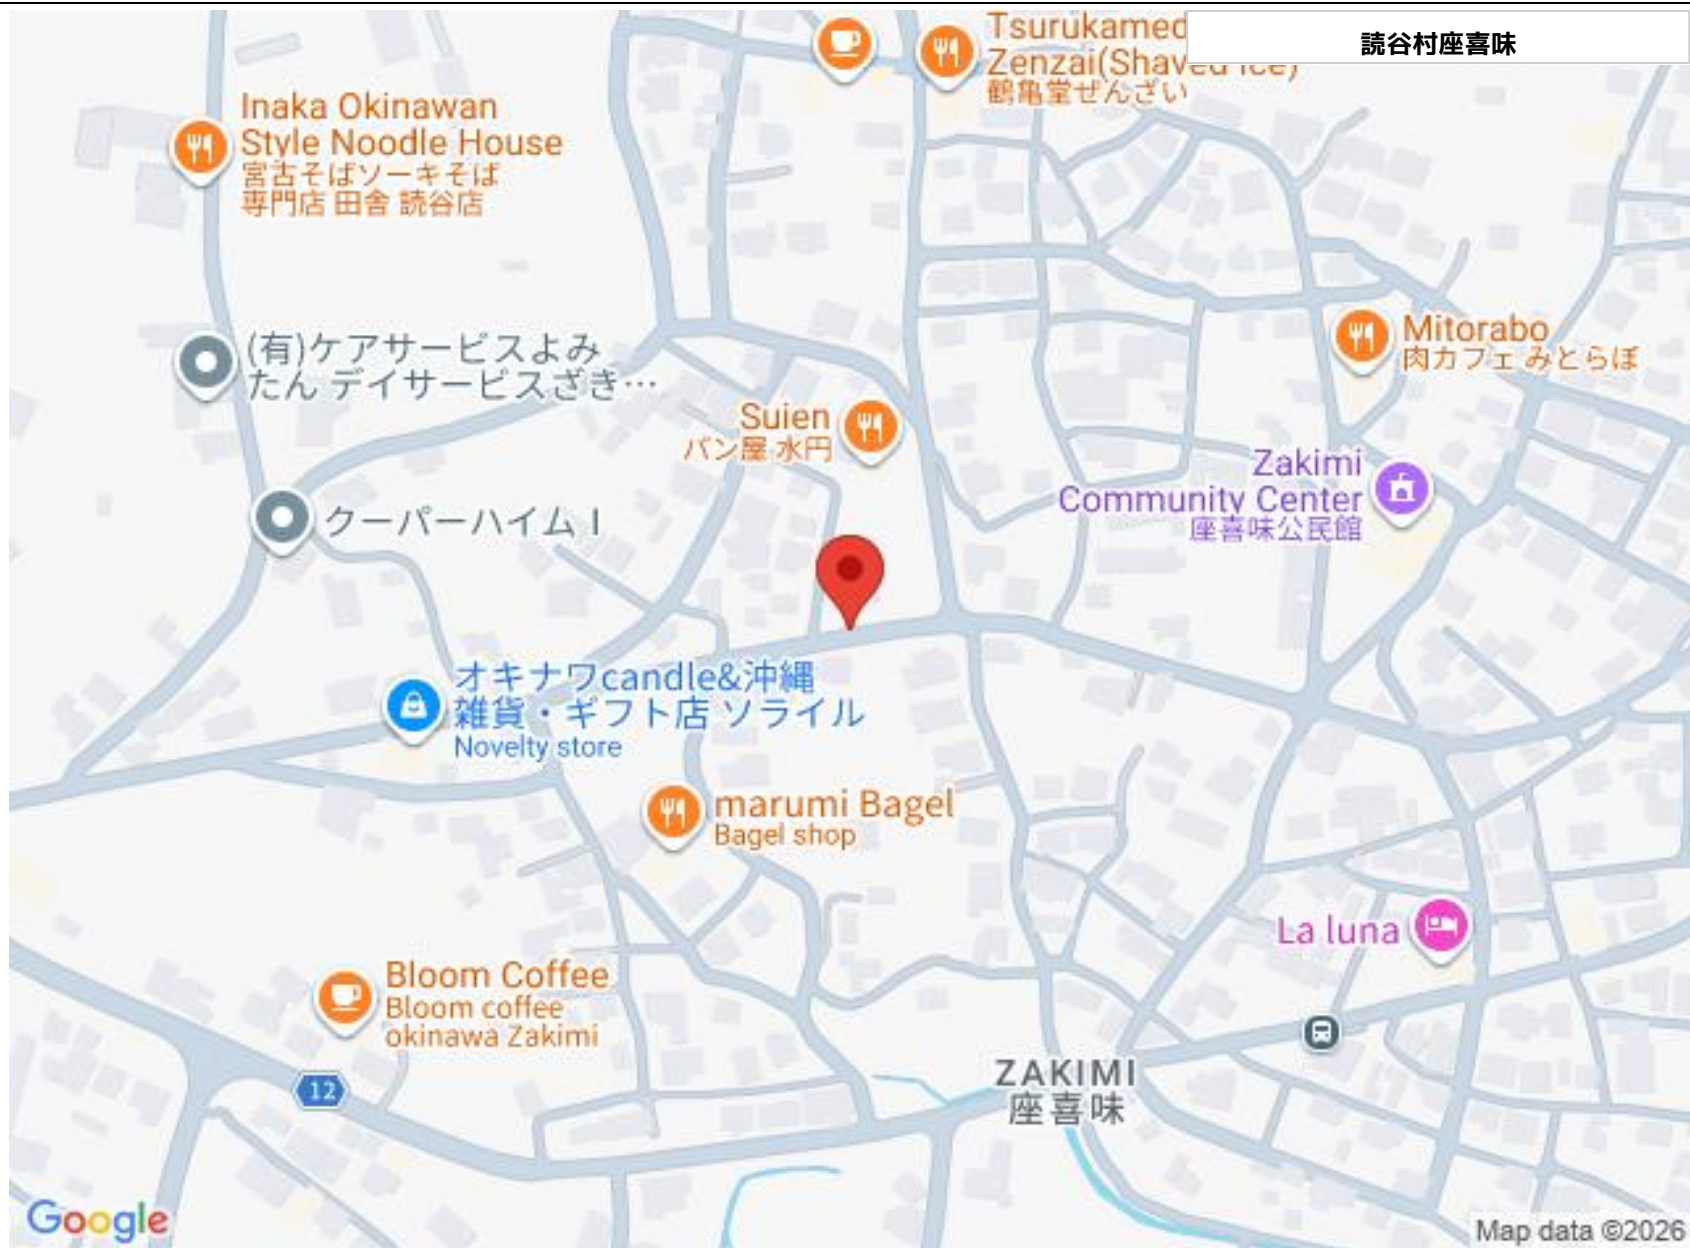 読谷村座喜味
Tsurukamed
Zenzai(Shaved Ice)
鶴亀堂ぜんざい
Inaka Okinawan
Style Noodle House
宮古そばソーキそば
専門店 田舎 読谷店
(有)ケアサービスよみ
たん デイサービスざき…
Mitorabo
肉カフェ みとらぼ
Suien
パン屋 水円
Zakimi
Community Center
座喜味公民館
クーパーハイムⅠ
オキナワcandle&沖縄
雑貨・ギフト店 ソライル
Novelty store
marumi Bagel
Bagel shop
La luna
Bloom Coffee
Bloom coffee
okinawa Zakimi
12
ZAKIMI
座喜味
Google
Map data ©2026